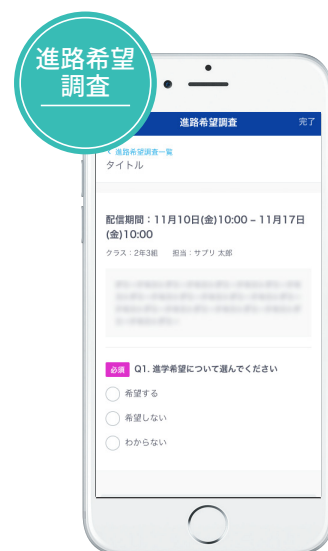 進路希望
調査
進路希望調査
完了
< 進路希望調査一覧
タイトル
配信期間：11月10日(金)10:00 – 11月17日
(金)10:00
クラス：2年3組 担当：サプリ 太郎
必須 Q1. 進学希望について選んでください
希望する
希望しない
わからない